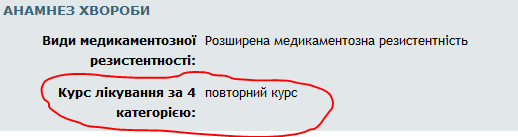 АНАМНЕЗ ХВОРОБИ
Види медикаментозної Розширена медикаментозна резистентність
резистентності:
Курс лікування за 4 повторний курс
категорією: